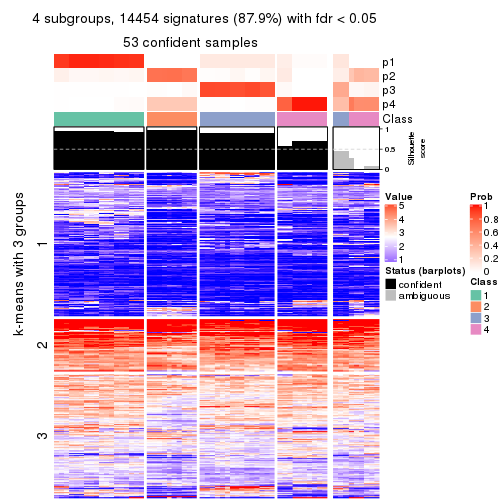 4 subgroups, 14454 signatures (87.9%) with fdr < 0.05
53 confident samples
p1
p2
p3
p4
Class
1
0.5
0
Silhouette
score
k-means with 3 groups
1
2
3
Value
5
4
3
2
1
Status (barplots)
confident
ambiguous
Prob
1
0.8
0.6
0.4
0.2
0
Class
1
2
3
4